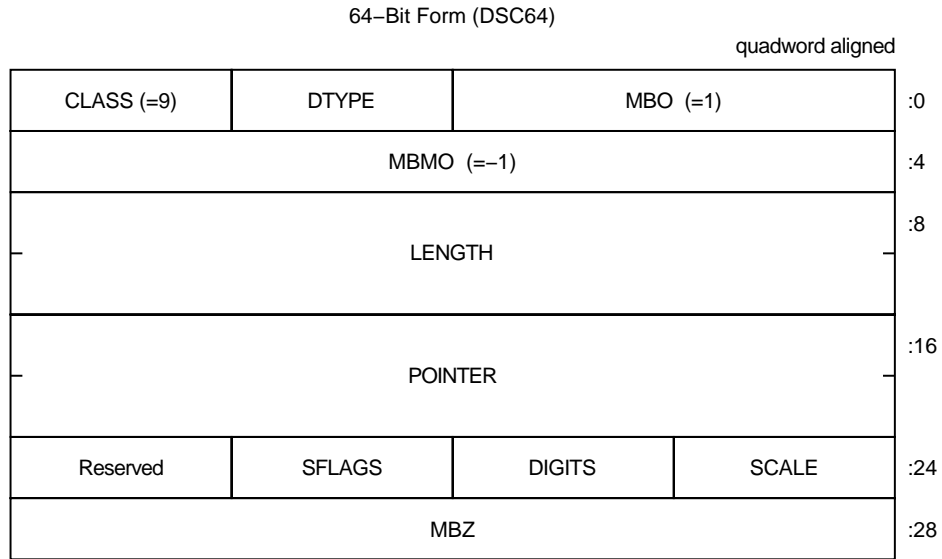 64−Bit Form (DSC64)
quadword aligned
CLASS (=9) DTYPE MBO (=1) :0
MBMO (=−1) :4
:8
LENGTH
:16
POINTER
Reserved SFLAGS DIGITS SCALE :24
MBZ :28